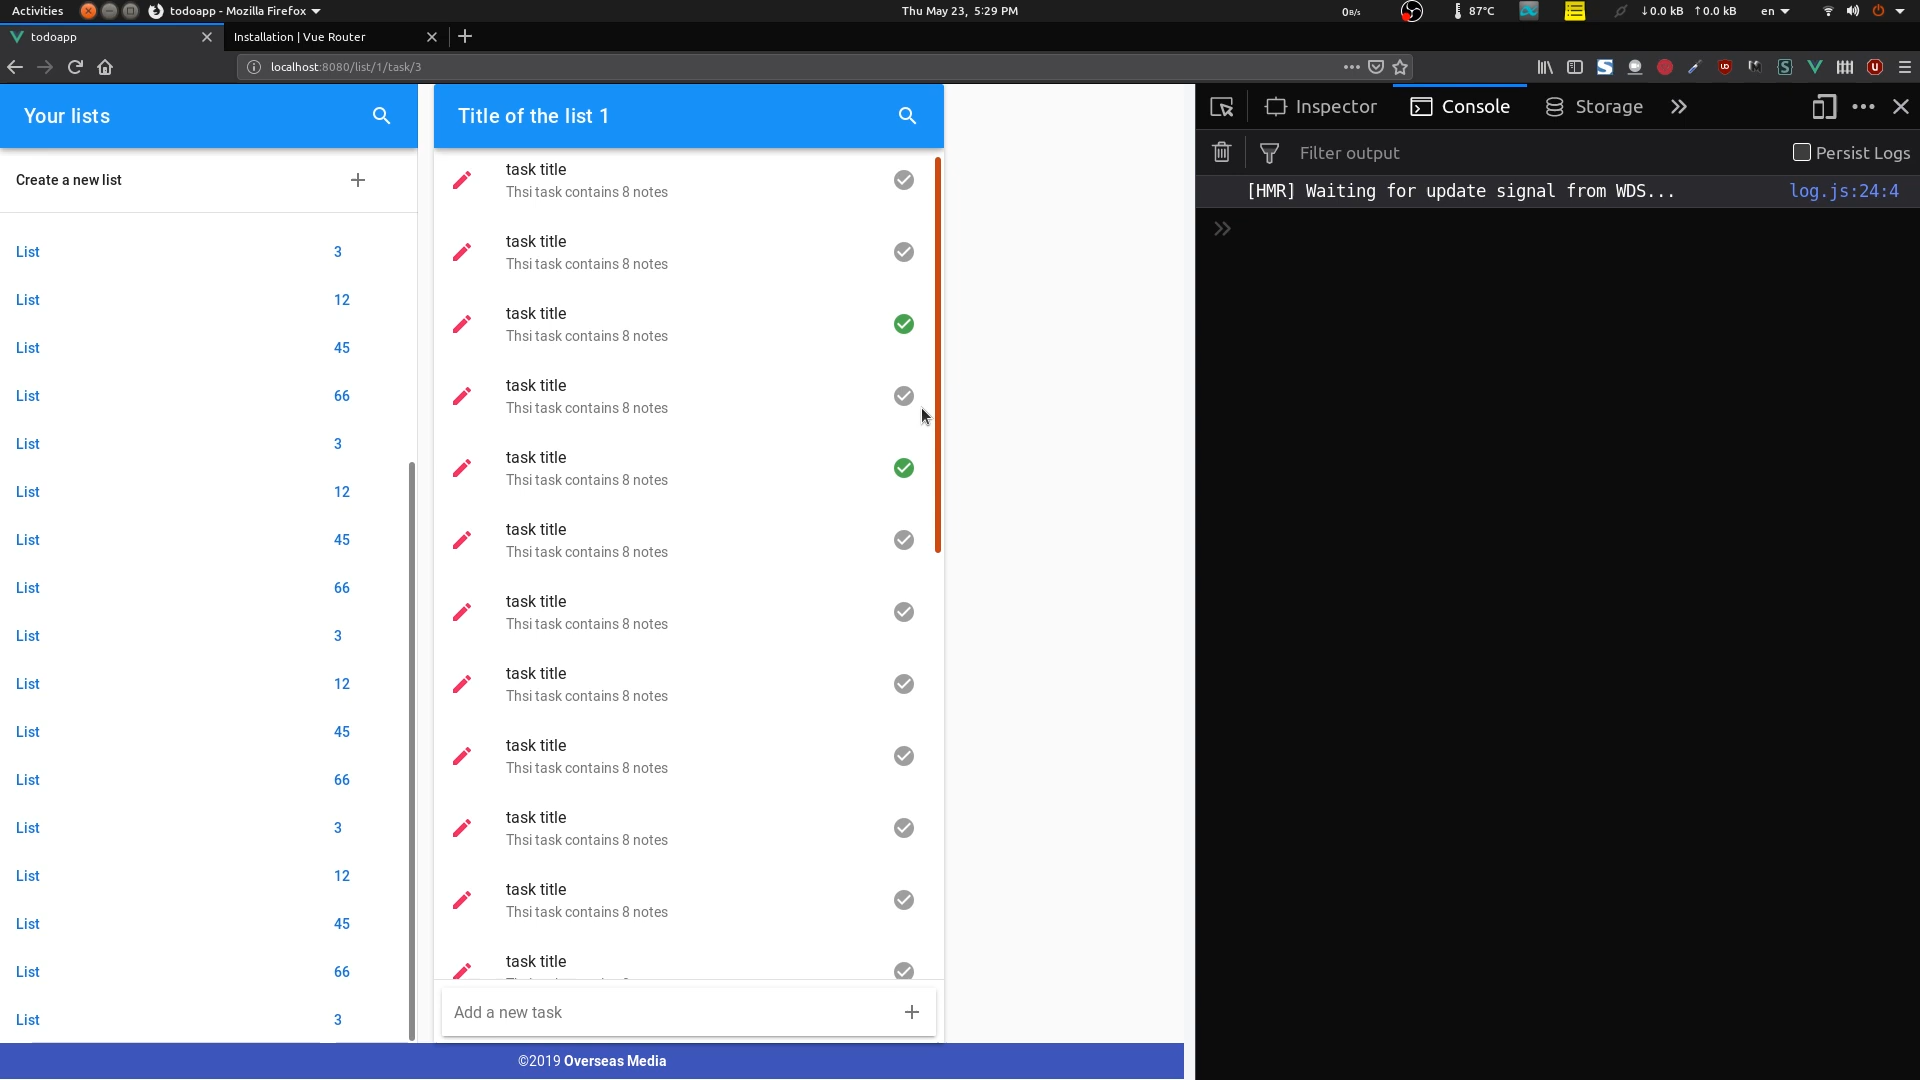 Activities
todoapp - Mozilla Firefox
Thu May 23, 5:29 PM
0B/s
87°C
↓0.0 kB ↑0.0 kB
en
todoapp
Installation | Vue Router
localhost:8080/list/1/task/3
Your lists
Create a new list
List 3
List 12
List 45
List 66
List 3
List 12
List 45
List 66
List 3
List 12
List 45
List 66
List 3
List 12
List 45
List 66
List 3
Title of the list 1
task title
Thsi task contains 8 notes
task title
Thsi task contains 8 notes
task title
Thsi task contains 8 notes
task title
Thsi task contains 8 notes
task title
Thsi task contains 8 notes
task title
Thsi task contains 8 notes
task title
Thsi task contains 8 notes
task title
Thsi task contains 8 notes
task title
Thsi task contains 8 notes
task title
Thsi task contains 8 notes
task title
Thsi task contains 8 notes
task title
Add a new task
©2019 Overseas Media
Inspector
Console
Storage
Filter output
Persist Logs
[HMR] Waiting for update signal from WDS... log.js:24:4